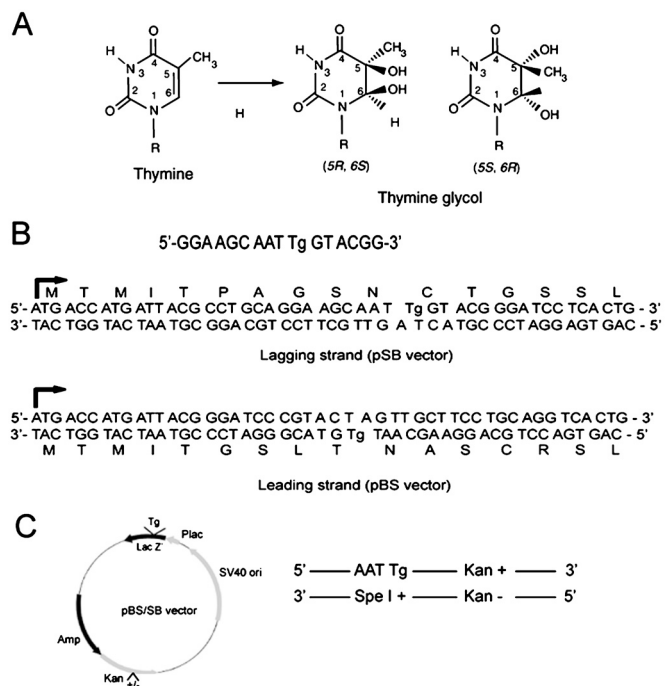 A
O
H
N
3
4
5
CH3
2
1
6
O
N
R
Thymine
H
O
H
N
3
4
5
CH3
OH
OH
2
1
6
O
N
H
R
(5R, 6S)
O
H
N
3
4
5
OH
CH3
2
1
6
O
N
OH
R
(5S, 6R)
Thymine glycol
B
5'-GGA AGC AAT Tg GT ACGG-3'
M T M I T P A G S N C T G S S L
5'- ATG ACC ATG ATT ACG CCT GCA GGA AGC AA T Tg GT ACG GGA TCC TCA CTG - 3'
3'- TAC TGG TAC TAA TGC GGA CGT CCT TCG TT G A T CA TGC CCT AGG AGT GAC - 5'
Lagging strand (pSB vector)
5'- ATG ACC ATG ATT ACG GGA TCC CGT AC T AG TT GCT TCC TGC AGG TCA CTG - 3'
3'- TAC TGG TAC TAA TGC CCT AGG GCA TG Tg TAA CGA AGG ACG TCC AGT GAC - 5'
M T M I T G S L T N A S C R S L
Leading strand (pBS vector)
C
Tg
Lac Z'
Plac
SV40 ori
pBS/SB vector
Amp
Kan
+/-
5' AAT Tg Kan + 3'
3' Spe I + Kan - 5'